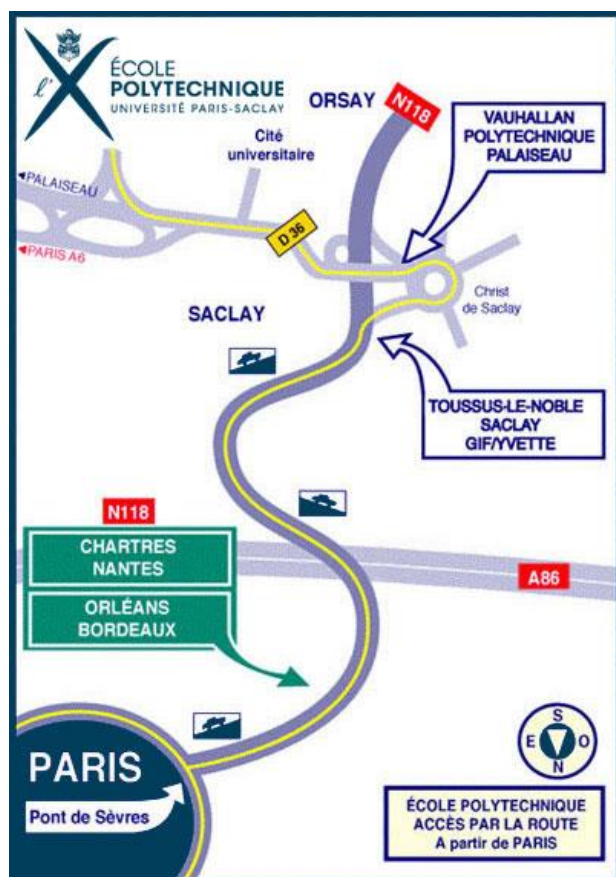 l'X
ÉCOLE
POLYTECHNIQUE
UNIVERSITÉ PARIS-SACLAY
ORSAY
N118
VAUHALLAN
POLYTECHNIQUE
PALAISEAU
Cité
universitaire
PALAISEAU
D 36
PARIS A6
Christ
de Saclay
SACLAY
TOUSSUS-LE-NOBLE
SACLAY
GIF/YVETTE
N118
CHARTRES
NANTES
A86
ORLÉANS
BORDEAUX
S
E O
N
PARIS
Pont de Sèvres
ÉCOLE POLYTECHNIQUE
ACCÈS PAR LA ROUTE
A partir de PARIS